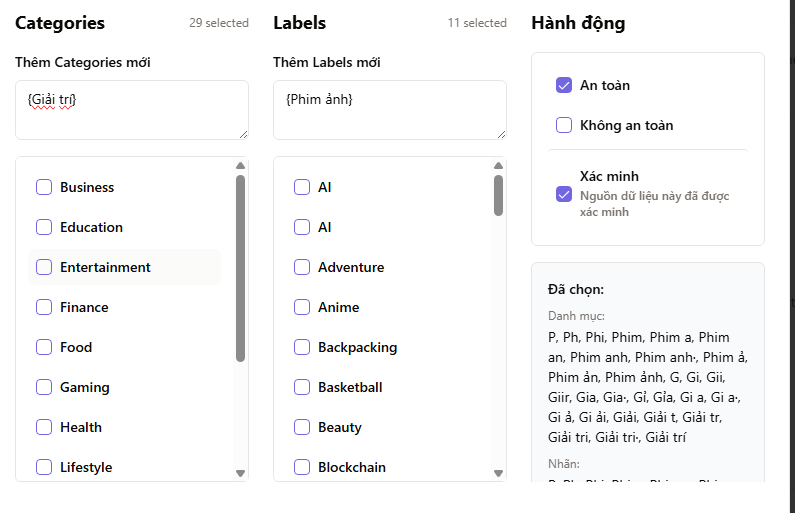 Categories
29 selected
Thêm Categories mới
{Giải trí}
Business
Education
Entertainment
Finance
Food
Gaming
Health
Lifestyle
Labels
11 selected
Thêm Labels mới
{Phim ảnh}
AI
AI
Adventure
Anime
Backpacking
Basketball
Beauty
Blockchain
Hành động
An toàn
Không an toàn
Xác minh
Nguồn dữ liệu này đã được
xác minh
Đã chọn:
Danh mục:
P, Ph, Phi, Phim, Phim a, Phim
an, Phim anh, Phim anh·, Phim ả,
Phim ản, Phim ảnh, G, Gi, Gii,
Giir, Gia, Gia·, Gỉ, Gỉa, Gi a, Gi a·,
Gi ả, Gi ải, Giải, Giải t, Giải tr,
Giải tri, Giải tri·, Giải trí
Nhãn: